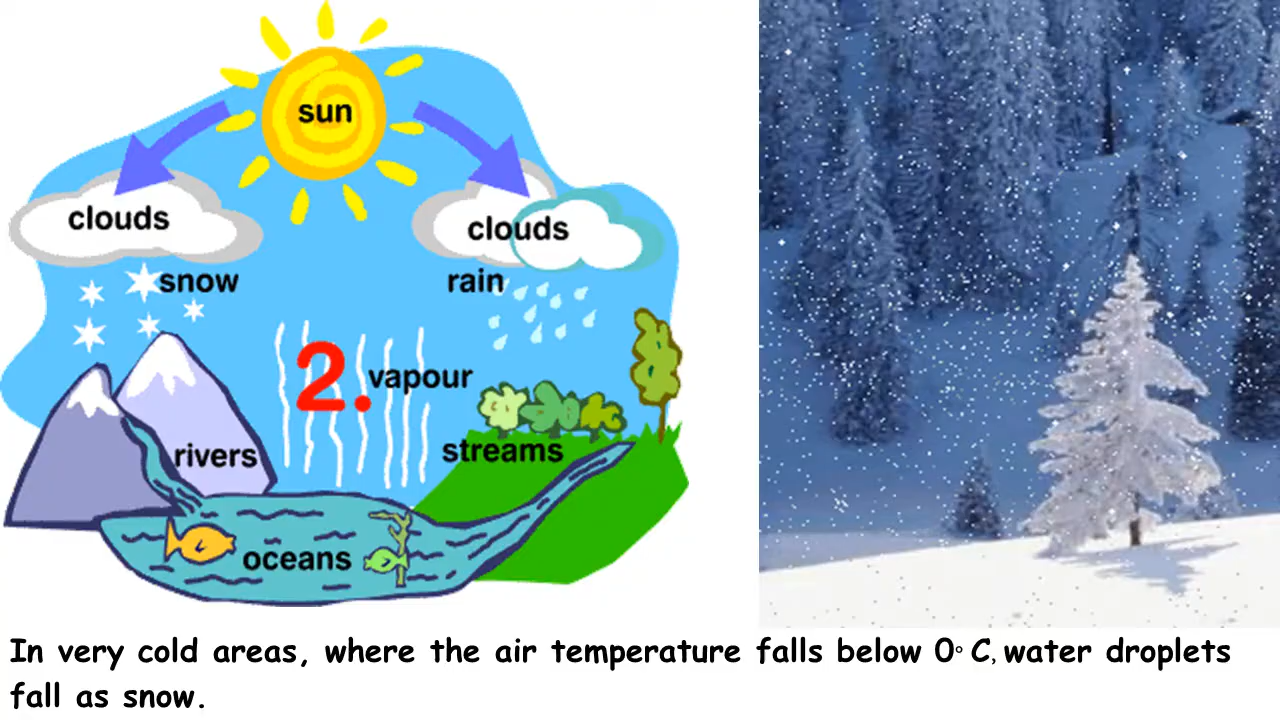 sun
clouds
clouds
snow
rain
2.
vapour
rivers
streams
oceans
In very cold areas, where the air temperature falls below 0° C, water droplets
fall as snow.